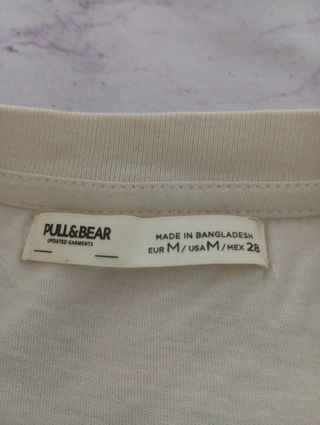 PULL&BEAR
UPDATED GARMENTS
MADE IN BANGLADESH
EUR M / USA M / MEX 28